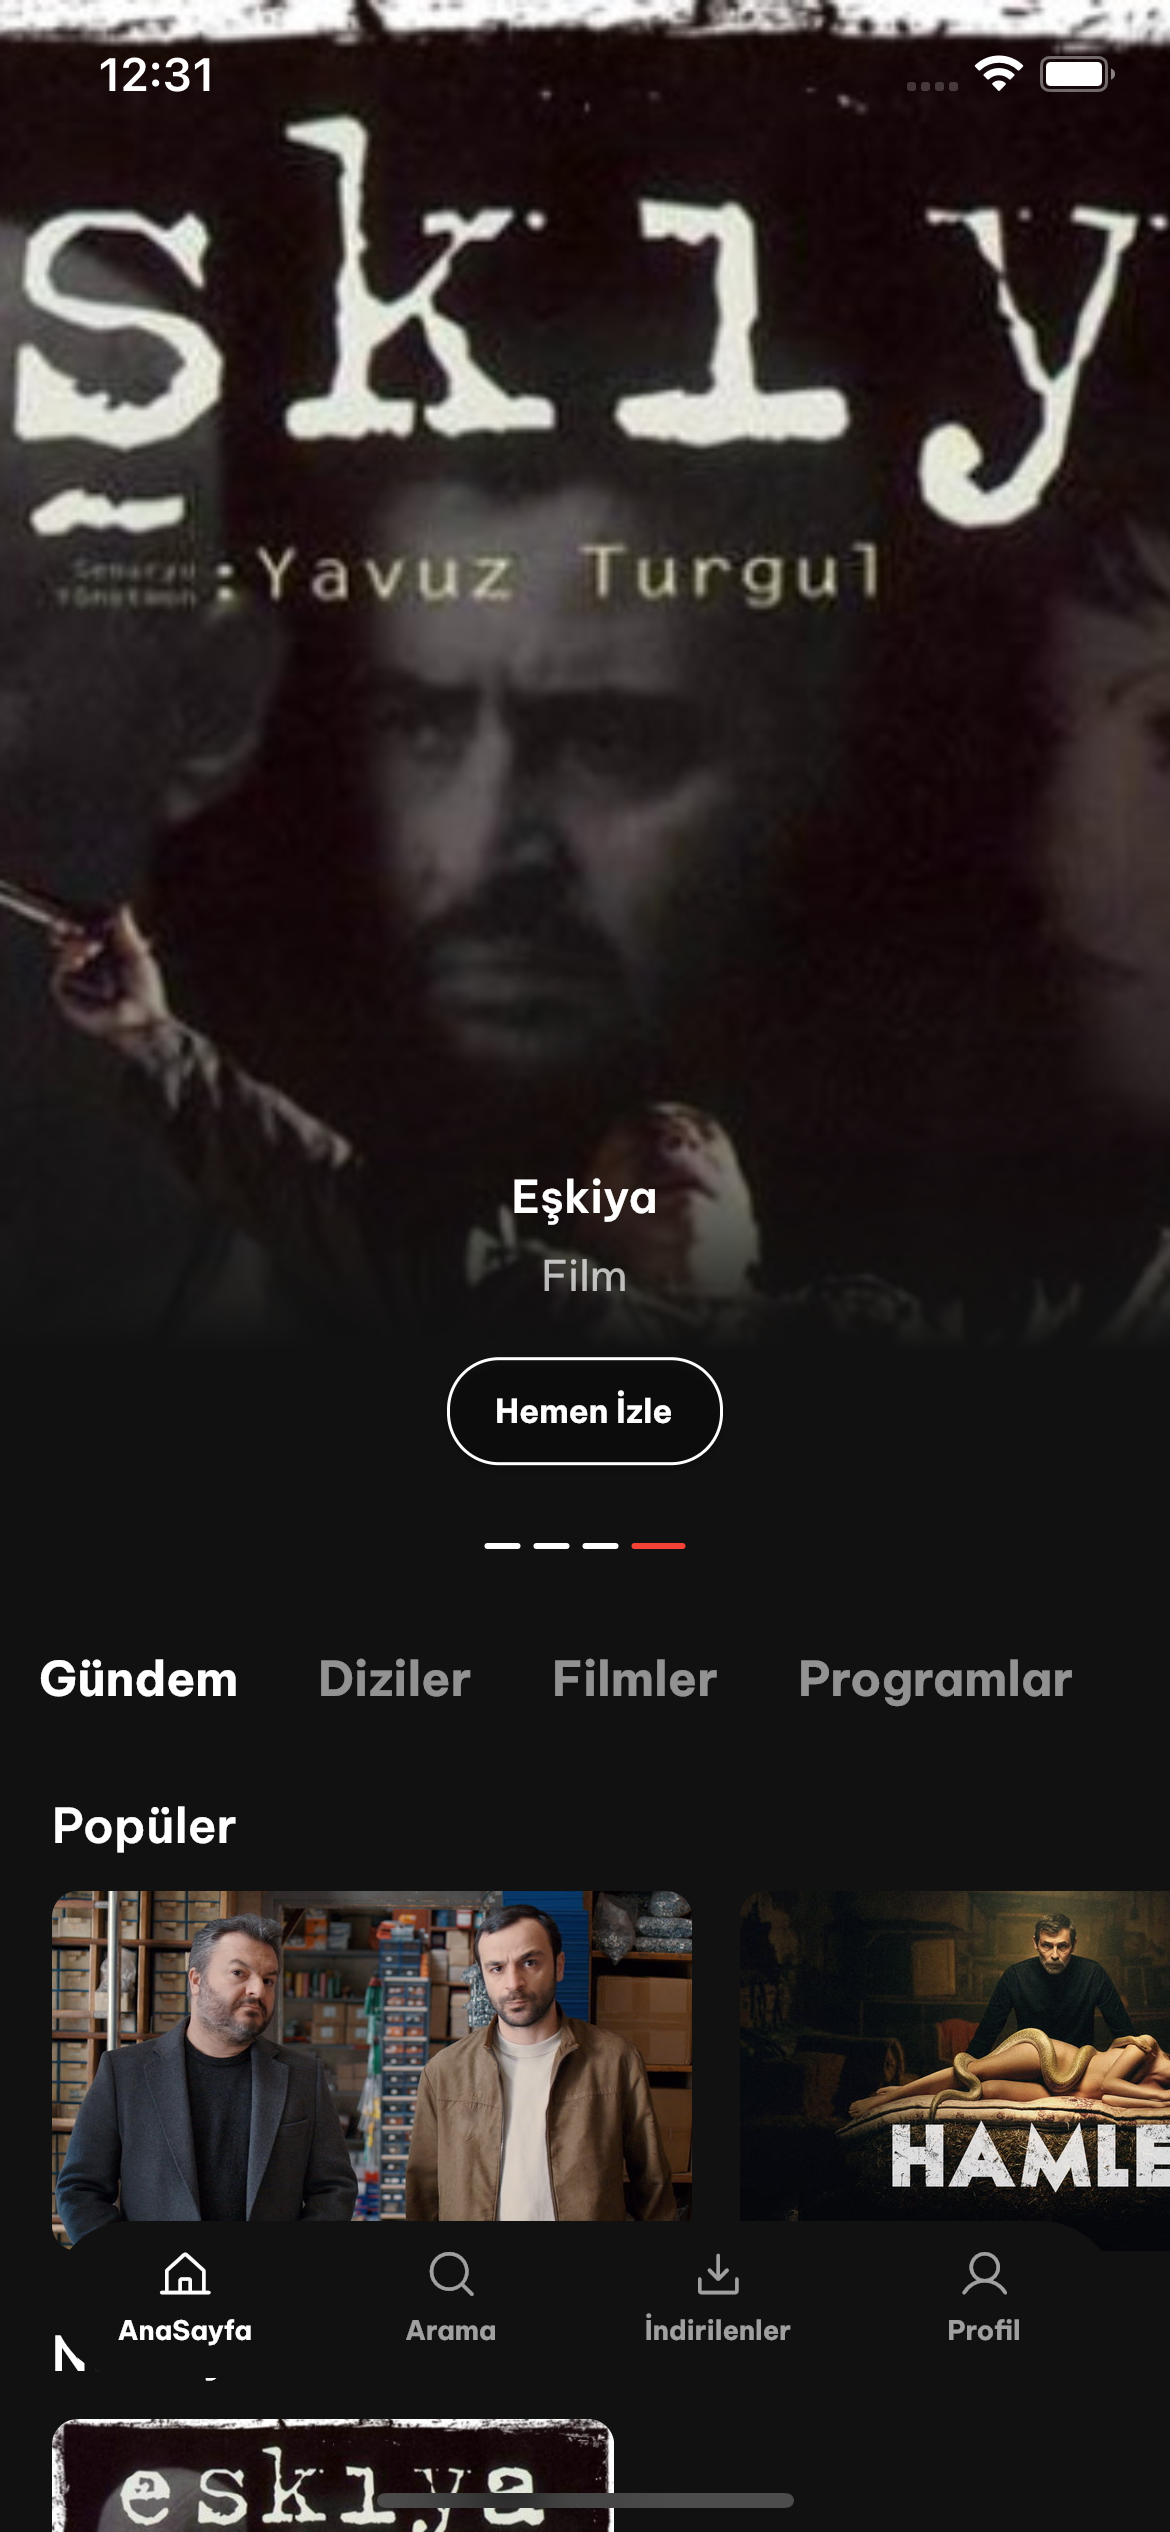 12:31
şkıy
Senaryo
Yönetmen
: Yavuz Turgul
Eşkiya
Film
Hemen İzle
Gündem
Diziler
Filmler
Programlar
Popüler
HAMLE
AnaSayfa
Arama
İndirilenler
Profil
eşkıya